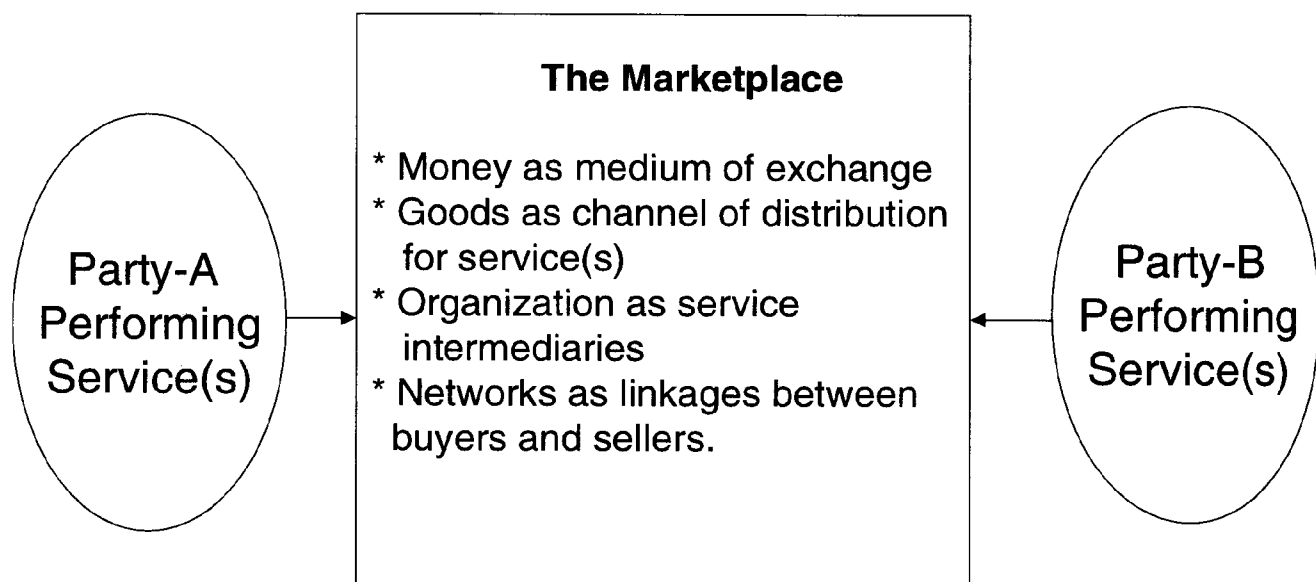 The Marketplace
* Money as medium of exchange
* Goods as channel of distribution
for service(s)
* Organization as service
intermediaries
* Networks as linkages between
buyers and sellers.
Party-A
Performing
Service(s)
Party-B
Performing
Service(s)